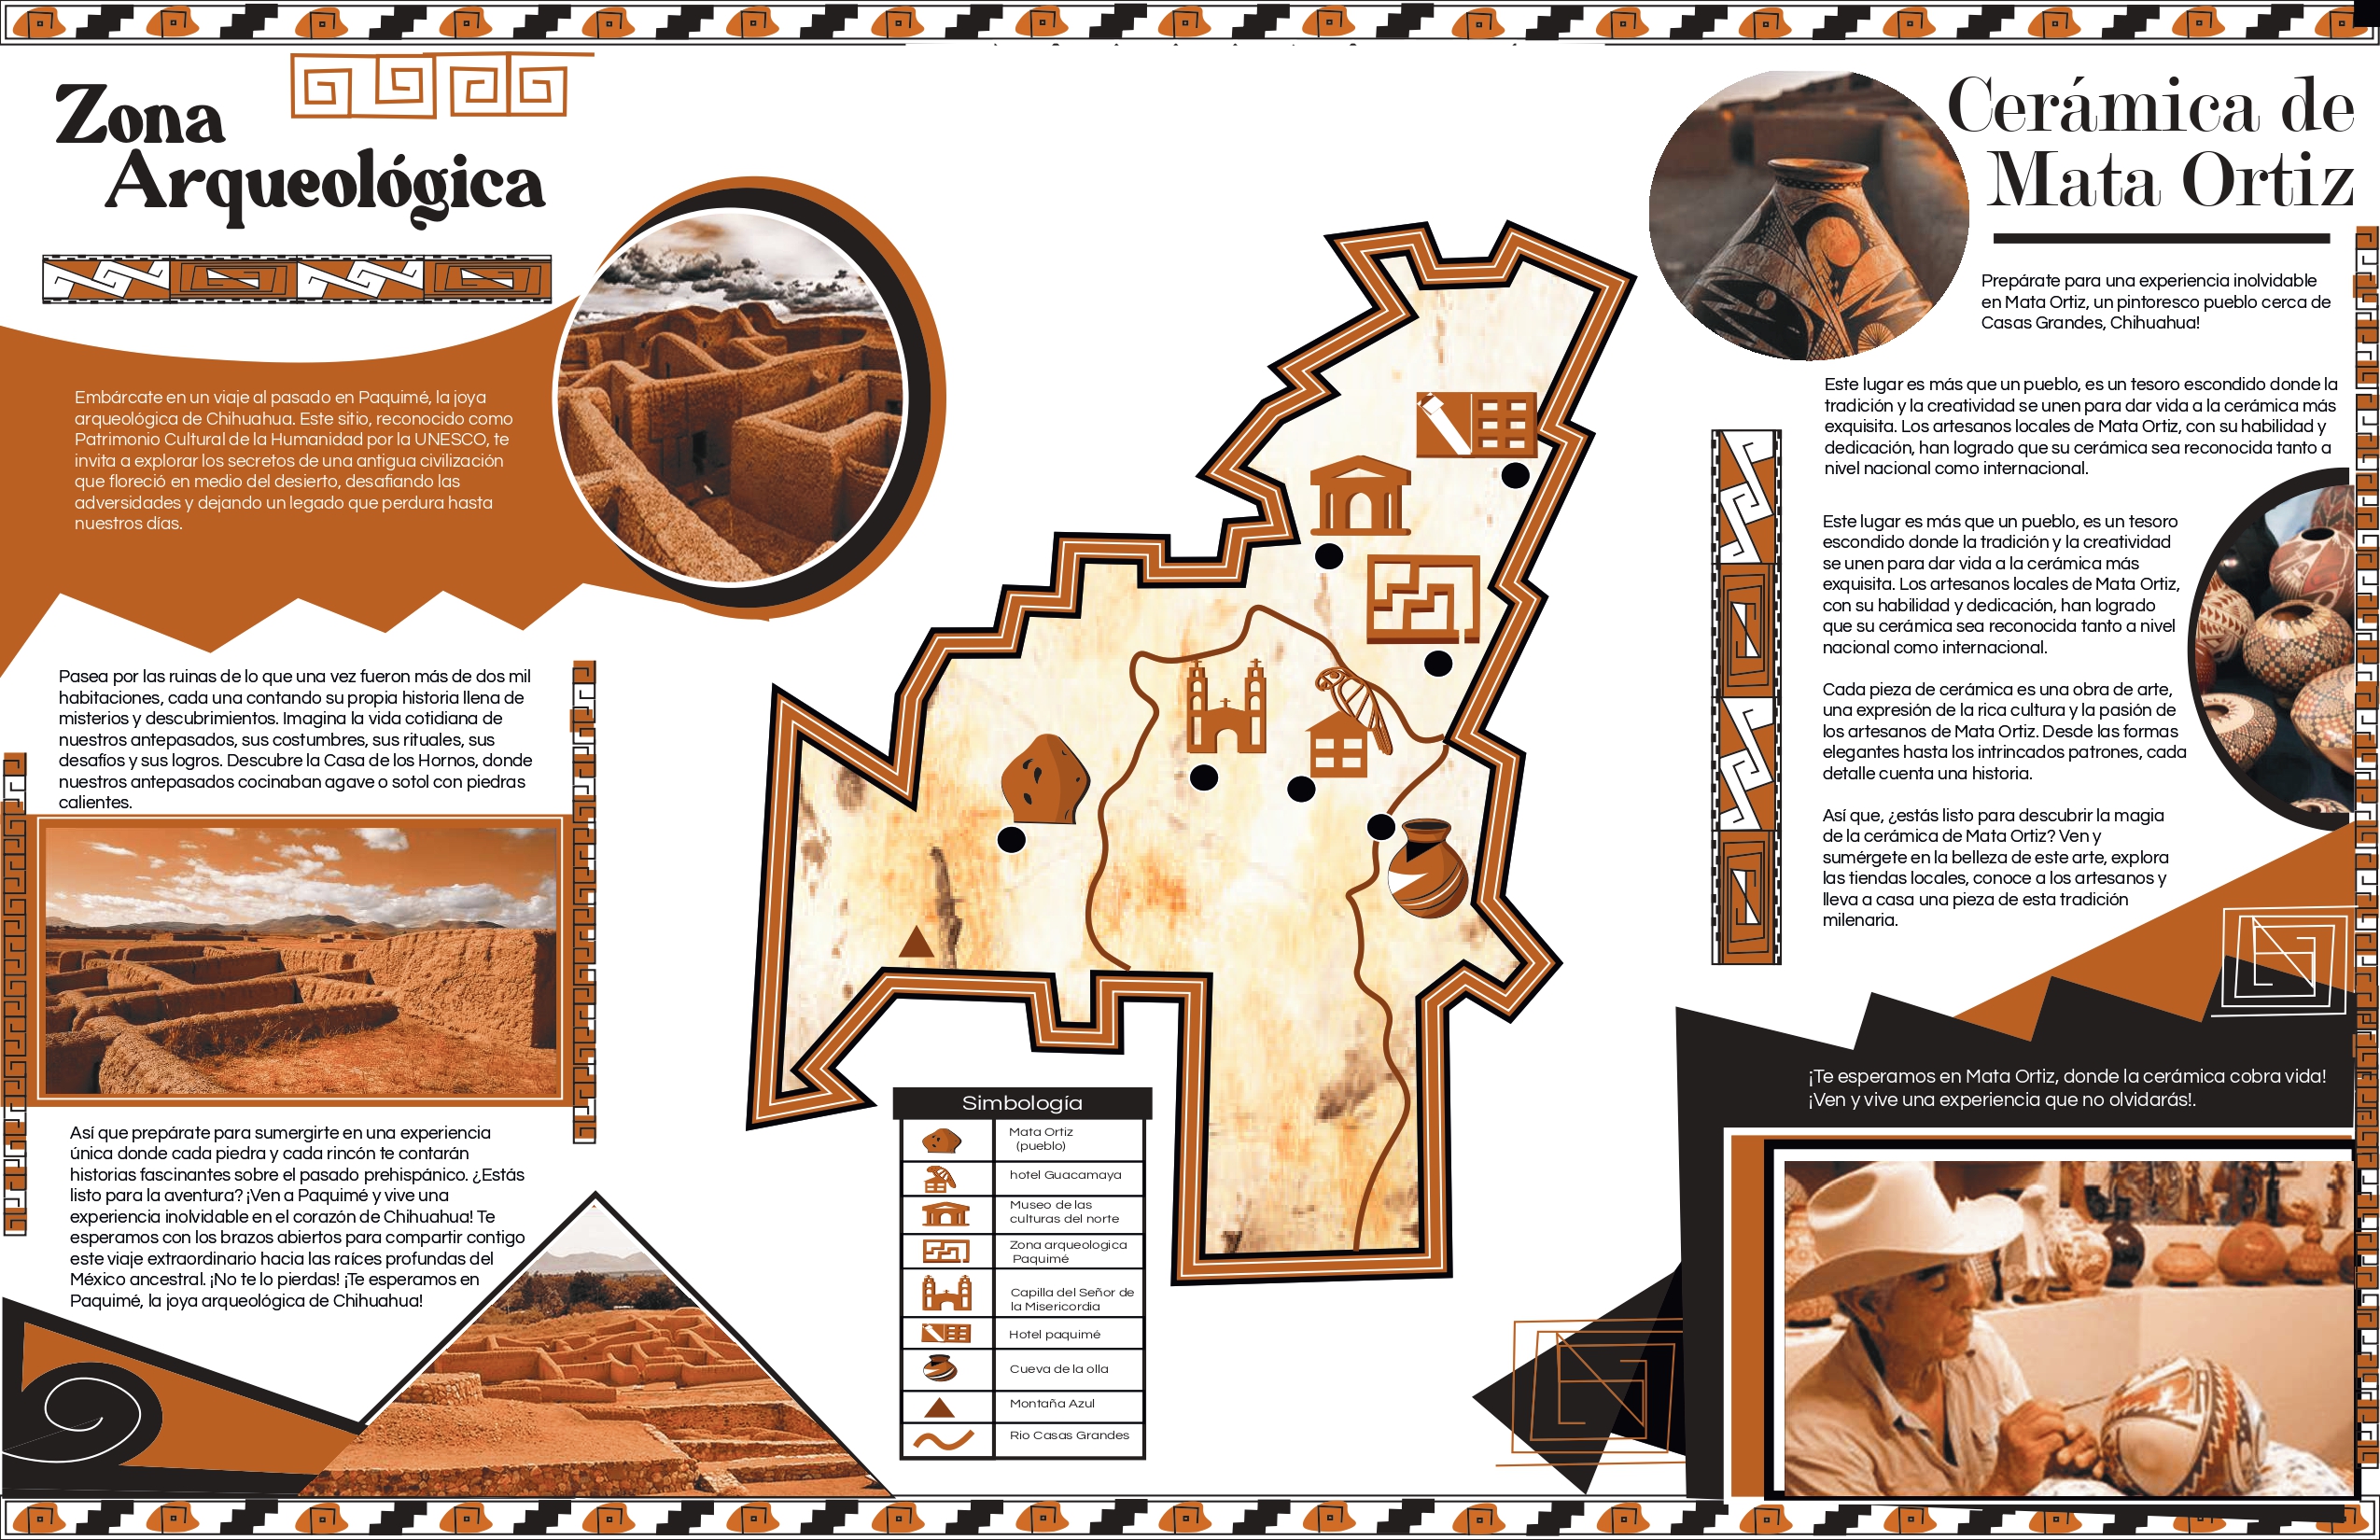 Zona
Arqueológica
Embárcate en un viaje al pasado en Paquimé, la joya
arqueológica de Chihuahua. Este sitio, reconocido como
Patrimonio Cultural de la Humanidad por la UNESCO, te
invita a explorar los secretos de una antigua civilización
que floreció en medio del desierto, desafiando las
adversidades y dejando un legado que perdura hasta
nuestros días.
Pasea por las ruinas de lo que una vez fueron más de dos mil
habitaciones, cada una contando su propia historia llena de
misterios y descubrimientos. Imagina la vida cotidiana de
nuestros antepasados, sus costumbres, sus rituales, sus
desafíos y sus logros. Descubre la Casa de los Hornos, donde
nuestros antepasados cocinaban agave o sotol con piedras
calientes.
Así que prepárate para sumergirte en una experiencia
única donde cada piedra y cada rincón te contarán
historias fascinantes sobre el pasado prehispánico. ¿Estás
listo para la aventura? ¡Ven a Paquimé y vive una
experiencia inolvidable en el corazón de Chihuahua! Te
esperamos con los brazos abiertos para compartir contigo
este viaje extraordinario hacia las raíces profundas del
México ancestral. ¡No te lo pierdas! ¡Te esperamos en
Paquimé, la joya arqueológica de Chihuahua!
Simbología
Mata Ortiz
(pueblo)
hotel Guacamaya
Museo de las
culturas del norte
Zona arqueologica
Paquimé
Capilla del Señor de
la Misericordia
Hotel paquimé
Cueva de la olla
Montaña Azul
Rio Casas Grandes
Cerámica de
Mata Ortiz
Prepárate para una experiencia inolvidable
en Mata Ortiz, un pintoresco pueblo cerca de
Casas Grandes, Chihuahua!
Este lugar es más que un pueblo, es un tesoro escondido donde la
tradición y la creatividad se unen para dar vida a la cerámica más
exquisita. Los artesanos locales de Mata Ortiz, con su habilidad y
dedicación, han logrado que su cerámica sea reconocida tanto a
nivel nacional como internacional.
Este lugar es más que un pueblo, es un tesoro
escondido donde la tradición y la creatividad
se unen para dar vida a la cerámica más
exquisita. Los artesanos locales de Mata Ortiz,
con su habilidad y dedicación, han logrado
que su cerámica sea reconocida tanto a nivel
nacional como internacional.
Cada pieza de cerámica es una obra de arte,
una expresión de la rica cultura y la pasión de
los artesanos de Mata Ortiz. Desde las formas
elegantes hasta los intrincados patrones, cada
detalle cuenta una historia.
Así que, ¿estás listo para descubrir la magia
de la cerámica de Mata Ortiz? Ven y
sumérgete en la belleza de este arte, explora
las tiendas locales, conoce a los artesanos y
lleva a casa una pieza de esta tradición
milenaria.
¡Te esperamos en Mata Ortiz, donde la cerámica cobra vida!
¡Ven y vive una experiencia que no olvidarás!.